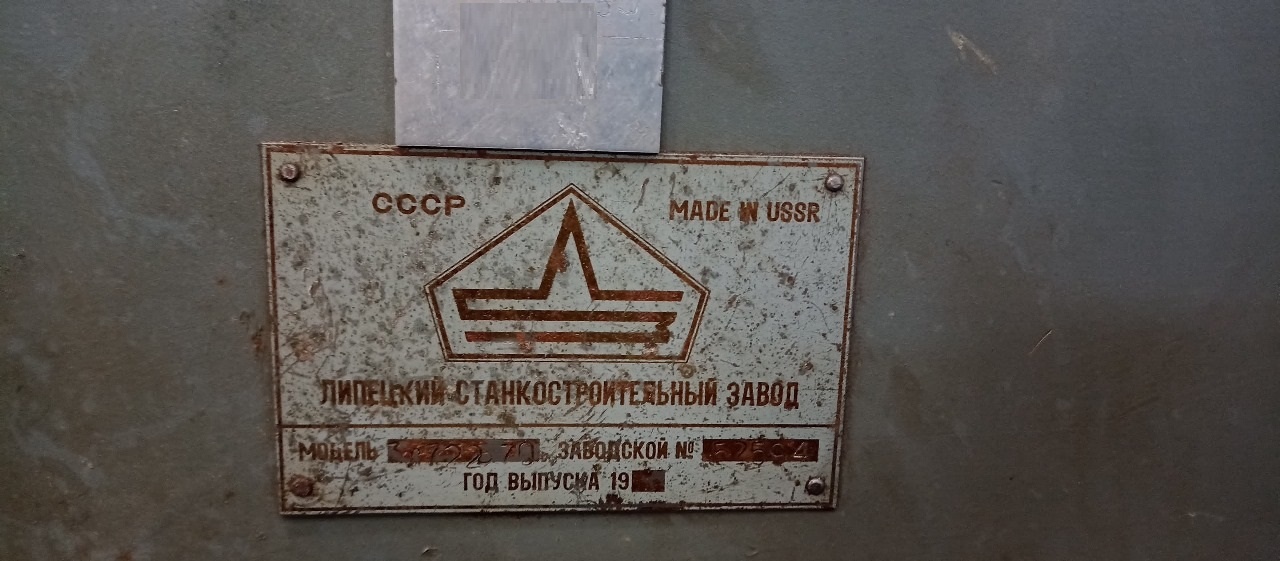 СССР
MADE IN USSR
ЛИПЕЦКИЙ СТАНКОСТРОИТЕЛЬНЫЙ ЗАВОД
МОДЕЛЬ ЗАВОДСКОЙ №
ГОД ВЫПУСКА 19